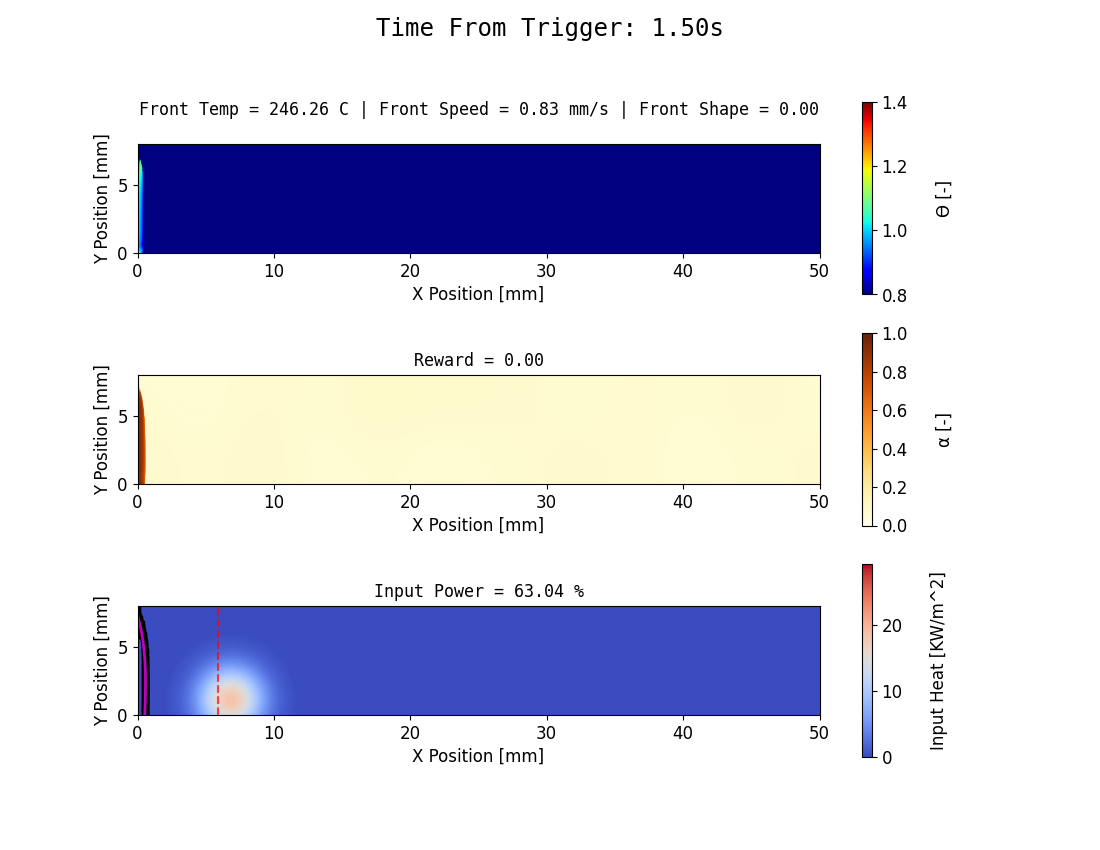 Time From Trigger: 1.50s
Front Temp = 246.26 C | Front Speed = 0.83 mm/s | Front Shape = 0.00
Y Position [mm]
5
0
0 10 20 30 40 50
X Position [mm]
1.4
1.2
1.0
0.8
Θ [-]
Reward = 0.00
Y Position [mm]
5
0
0 10 20 30 40 50
X Position [mm]
1.0
0.8
0.6
0.4
0.2
0.0
α [-]
Input Power = 63.04 %
Y Position [mm]
5
0
0 10 20 30 40 50
X Position [mm]
20
10
0
Input Heat [KW/m^2]